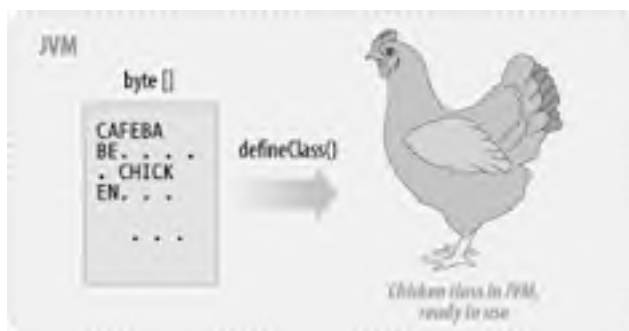 JVM
byte []
CAFEBA
BE. . . .
. CHICK
EN. . .
. . .
defineClass()
Chicken class in JVM,
ready to use